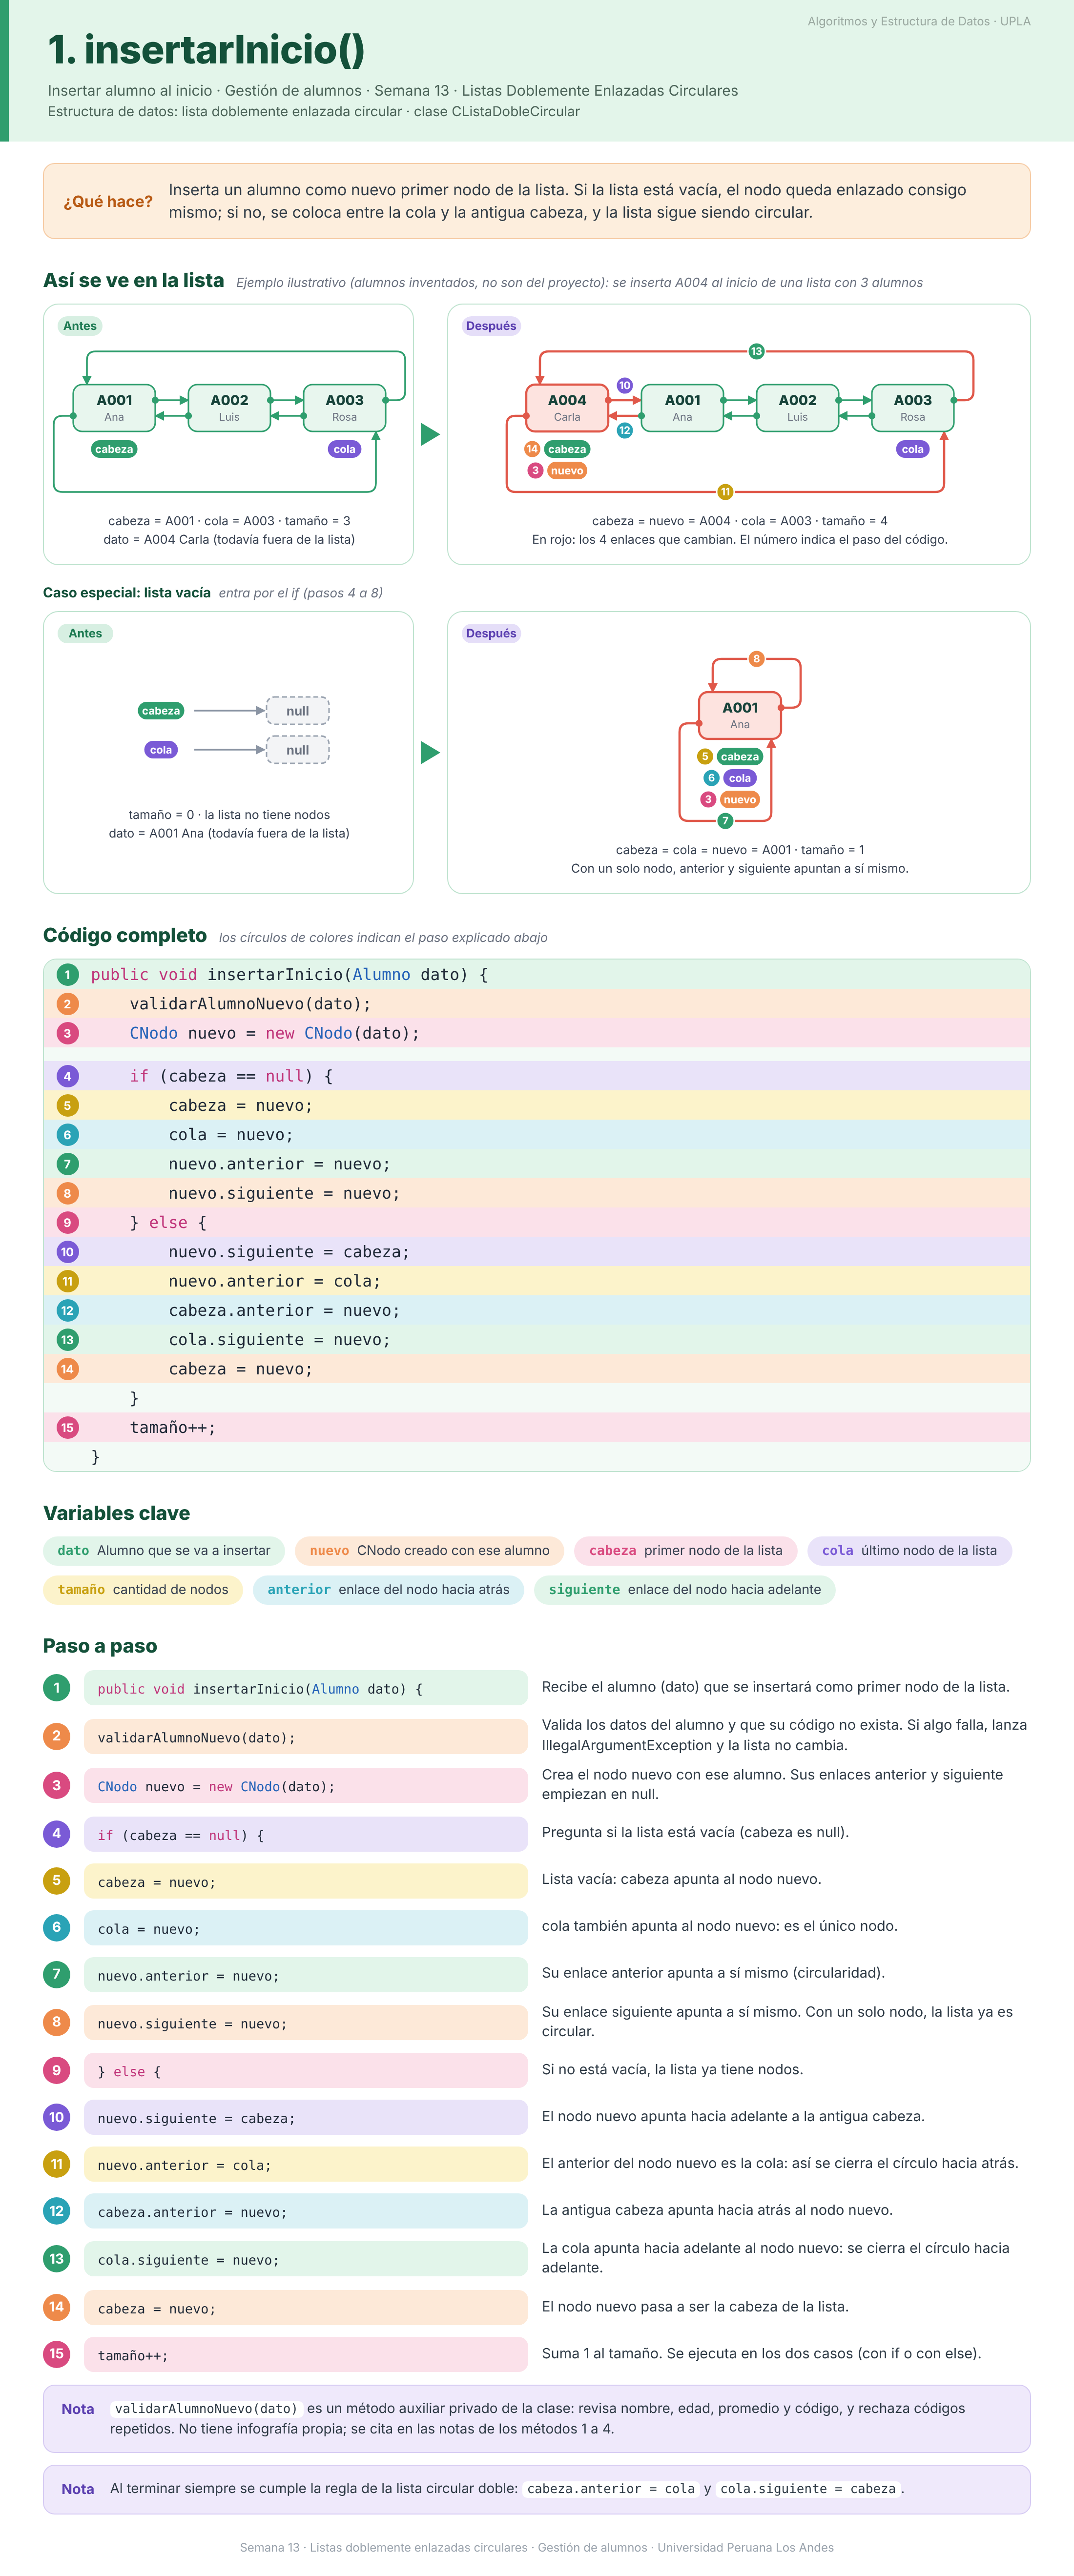 Algoritmos y Estructura de Datos · UPLA
1. insertarInicio()
Insertar alumno al inicio · Gestión de alumnos · Semana 13 · Listas Doblemente Enlazadas Circulares
Estructura de datos: lista doblemente enlazada circular · clase CListaDobleCircular
¿Qué hace?
Inserta un alumno como nuevo primer nodo de la lista. Si la lista está vacía, el nodo queda enlazado consigo
mismo; si no, se coloca entre la cola y la antigua cabeza, y la lista sigue siendo circular.
Así se ve en la lista Ejemplo ilustrativo (alumnos inventados, no son del proyecto): se inserta A004 al inicio de una lista con 3 alumnos
Antes
A001 A002 A003
Ana Luis Rosa
cabeza cola
cabeza = A001 · cola = A003 · tamaño = 3
dato = A004 Carla (todavía fuera de la lista)
Después
13
10
A004 A001 A002 A003
Carla Ana Luis Rosa
12
14 cabeza cola
3 nuevo
11
cabeza = nuevo = A004 · cola = A003 · tamaño = 4
En rojo: los 4 enlaces que cambian. El número indica el paso del código.
Caso especial: lista vacía entra por el if (pasos 4 a 8)
Antes
cabeza null
cola null
tamaño = 0 · la lista no tiene nodos
dato = A001 Ana (todavía fuera de la lista)
Después
8
A001
Ana
5 cabeza
6 cola
3 nuevo
7
cabeza = cola = nuevo = A001 · tamaño = 1
Con un solo nodo, anterior y siguiente apuntan a sí mismo.
Código completo los círculos de colores indican el paso explicado abajo
1 public void insertarInicio(Alumno dato) {
2 validarAlumnoNuevo(dato);
3 CNodo nuevo = new CNodo(dato);
4 if (cabeza == null) {
5 cabeza = nuevo;
6 cola = nuevo;
7 nuevo.anterior = nuevo;
8 nuevo.siguiente = nuevo;
9 } else {
10 nuevo.siguiente = cabeza;
11 nuevo.anterior = cola;
12 cabeza.anterior = nuevo;
13 cola.siguiente = nuevo;
14 cabeza = nuevo;
}
15 tamaño++;
}
Variables clave
dato Alumno que se va a insertar nuevo CNodo creado con ese alumno cabeza primer nodo de la lista cola último nodo de la lista
tamaño cantidad de nodos anterior enlace del nodo hacia atrás siguiente enlace del nodo hacia adelante
Paso a paso
1 public void insertarInicio(Alumno dato) { Recibe el alumno (dato) que se insertará como primer nodo de la lista.
2 validarAlumnoNuevo(dato); Valida los datos del alumno y que su código no exista. Si algo falla, lanza
IllegalArgumentException y la lista no cambia.
3 CNodo nuevo = new CNodo(dato); Crea el nodo nuevo con ese alumno. Sus enlaces anterior y siguiente
empiezan en null.
4 if (cabeza == null) { Pregunta si la lista está vacía (cabeza es null).
5 cabeza = nuevo; Lista vacía: cabeza apunta al nodo nuevo.
6 cola = nuevo; cola también apunta al nodo nuevo: es el único nodo.
7 nuevo.anterior = nuevo; Su enlace anterior apunta a sí mismo (circularidad).
8 nuevo.siguiente = nuevo; Su enlace siguiente apunta a sí mismo. Con un solo nodo, la lista ya es
circular.
9 } else { Si no está vacía, la lista ya tiene nodos.
10 nuevo.siguiente = cabeza; El nodo nuevo apunta hacia adelante a la antigua cabeza.
11 nuevo.anterior = cola; El anterior del nodo nuevo es la cola: así se cierra el círculo hacia atrás.
12 cabeza.anterior = nuevo; La antigua cabeza apunta hacia atrás al nodo nuevo.
13 cola.siguiente = nuevo; La cola apunta hacia adelante al nodo nuevo: se cierra el círculo hacia
adelante.
14 cabeza = nuevo; El nodo nuevo pasa a ser la cabeza de la lista.
15 tamaño++; Suma 1 al tamaño. Se ejecuta en los dos casos (con if o con else).
Nota validarAlumnoNuevo(dato) es un método auxiliar privado de la clase: revisa nombre, edad, promedio y código, y rechaza códigos
repetidos. No tiene infografía propia; se cita en las notas de los métodos 1 a 4.
Nota Al terminar siempre se cumple la regla de la lista circular doble: cabeza.anterior = cola y cola.siguiente = cabeza.
Semana 13 · Listas doblemente enlazadas circulares · Gestión de alumnos · Universidad Peruana Los Andes